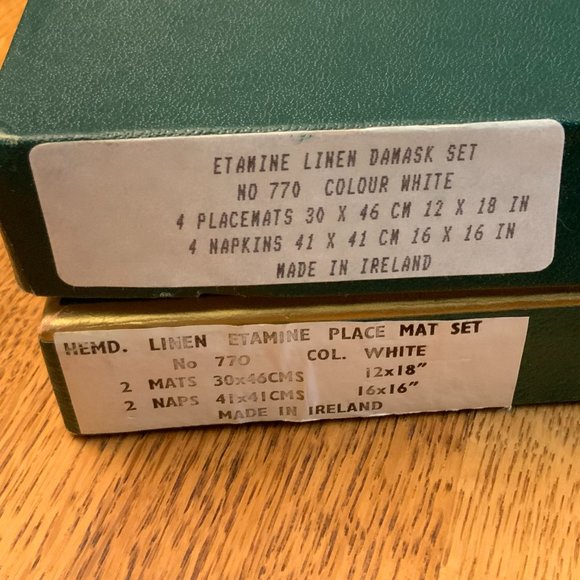 ETAMINE LINEN DAMASK SET
NO 770 COLOUR WHITE
4 PLACEMATS 30 X 46 CM 12 X 18 IN
4 NAPKINS 41 X 41 CM 16 X 16 IN
MADE IN IRELAND
HEMD. LINEN ETAMINE PLACE MAT SET
No 770 COL. WHITE
2 MATS 30x46CMS 12x18"
2 NAPS 41x41CMS 16x16"
MADE IN IRELAND